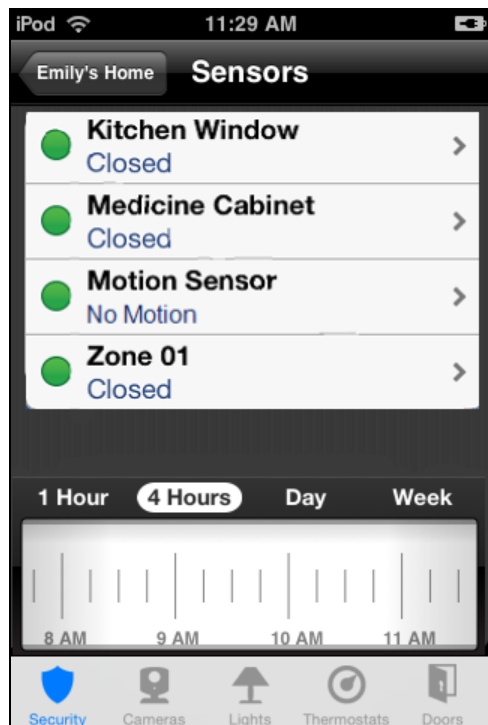 iPod 11:29 AM
Emily's Home Sensors
Kitchen Window
Closed
Medicine Cabinet
Closed
Motion Sensor
No Motion
Zone 01
Closed
1 Hour 4 Hours Day Week
8 AM 9 AM 10 AM 11 AM
Security Cameras Lights Thermostats Doors